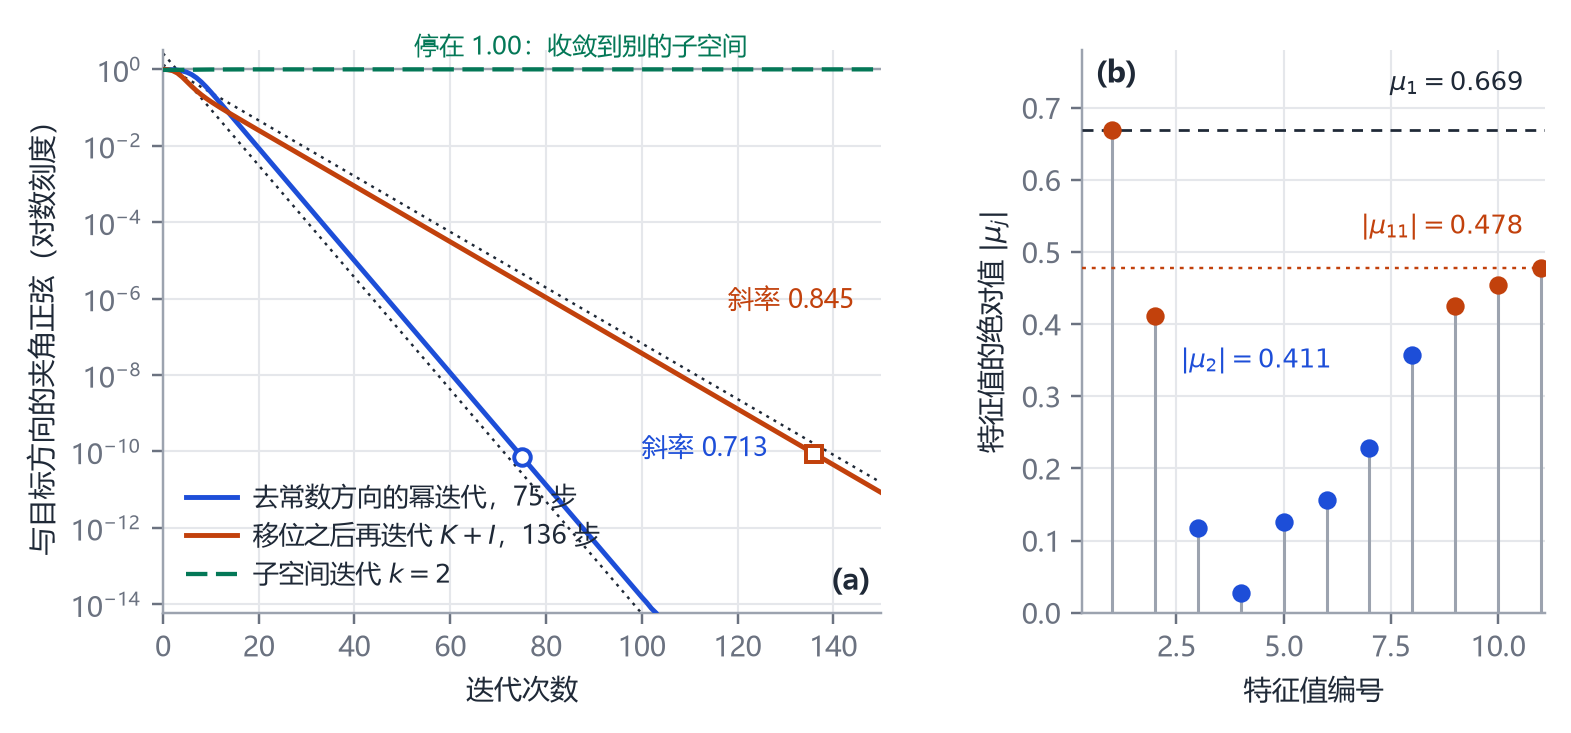 停在 1.00：收敛到别的子空间
10⁰
10⁻²
10⁻⁴
10⁻⁶
10⁻⁸
10⁻¹⁰
10⁻¹²
10⁻¹⁴
与目标方向的夹角正弦（对数刻度）
斜率 0.845
斜率 0.713
去常数方向的幂迭代，75 步
移位之后再迭代 K + I，136 步
子空间迭代 k = 2
(a)
0 20 40 60 80 100 120 140
迭代次数
(b)
μ₁ = 0.669
|μ₁₁| = 0.478
|μ₂| = 0.411
0.7
0.6
0.5
0.4
0.3
0.2
0.1
0.0
特征值的绝对值 |μⱼ|
2.5 5.0 7.5 10.0
特征值编号